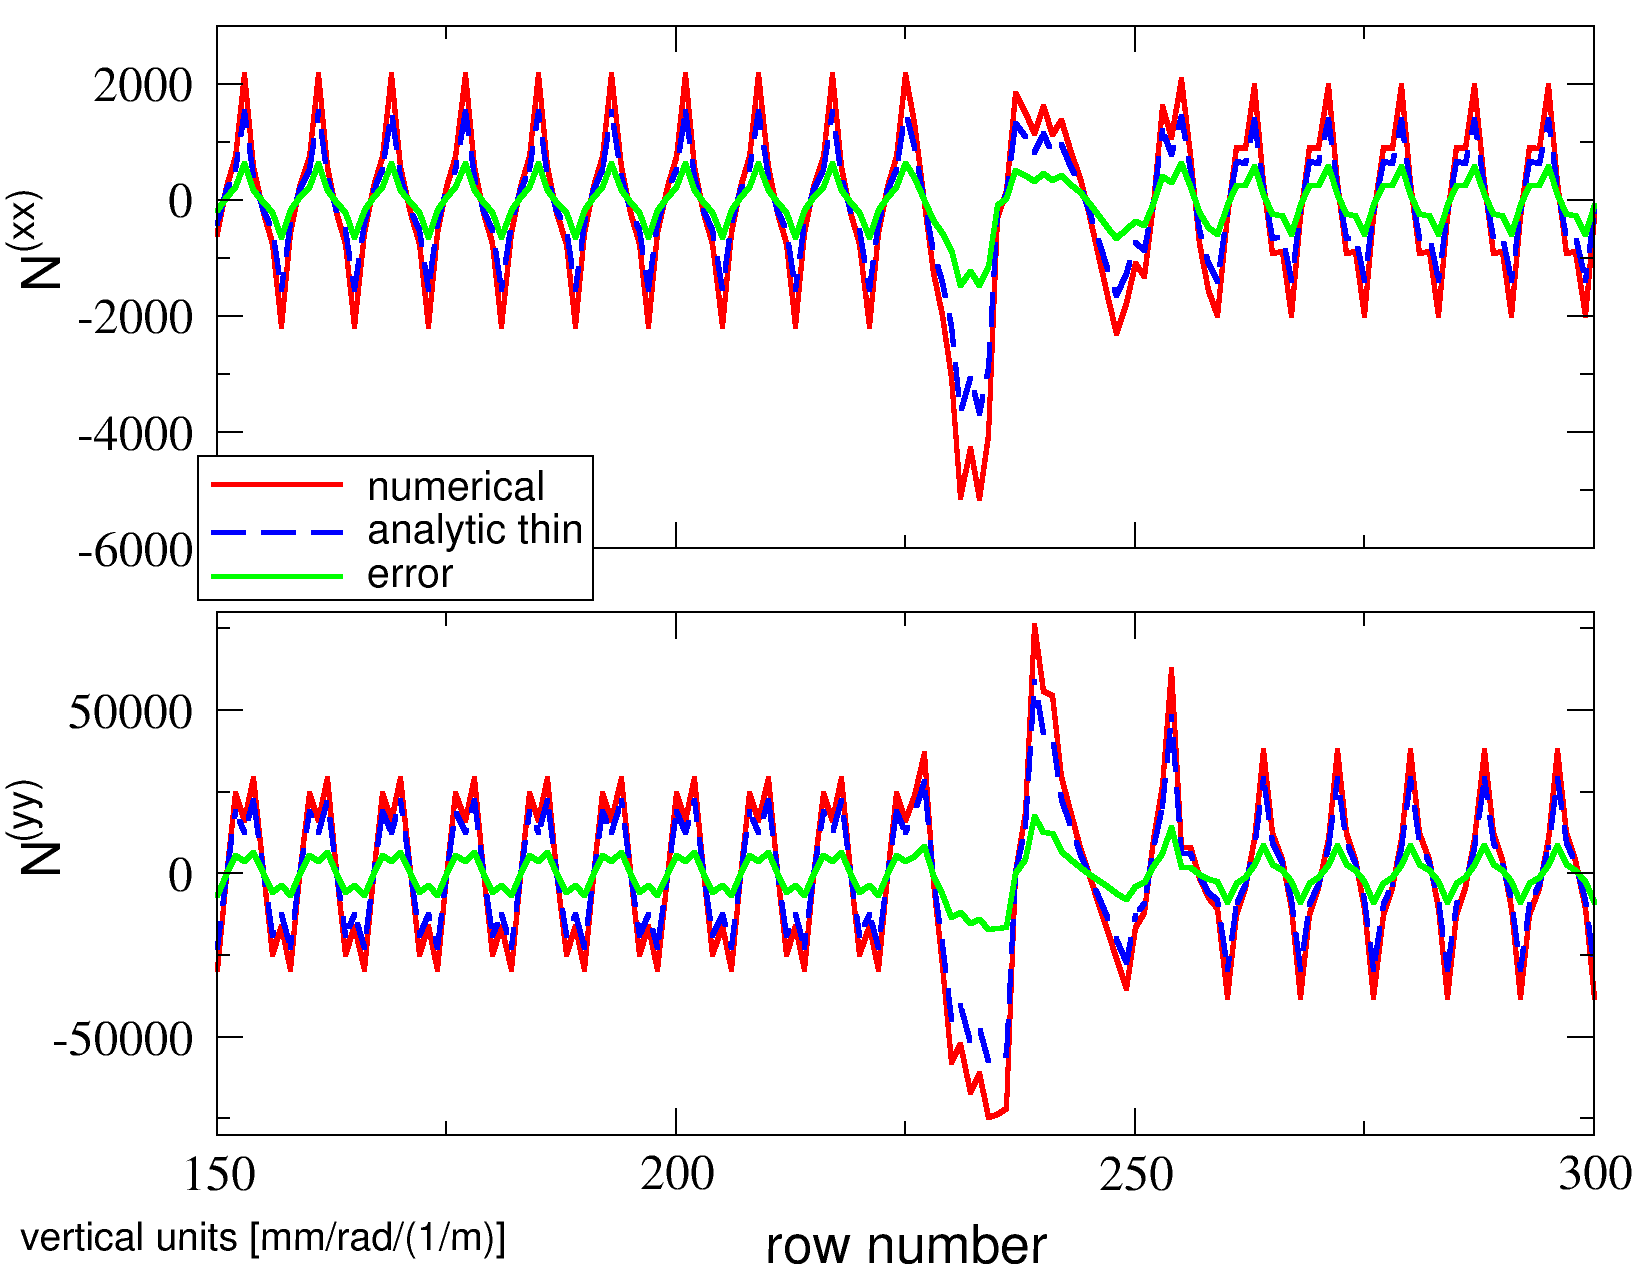 2000
0
-2000
-4000
-6000
N(xx)
numerical
analytic thin
error
50000
0
-50000
N(yy)
150 200 250 300
vertical units [mm/rad/(1/m)]
row number